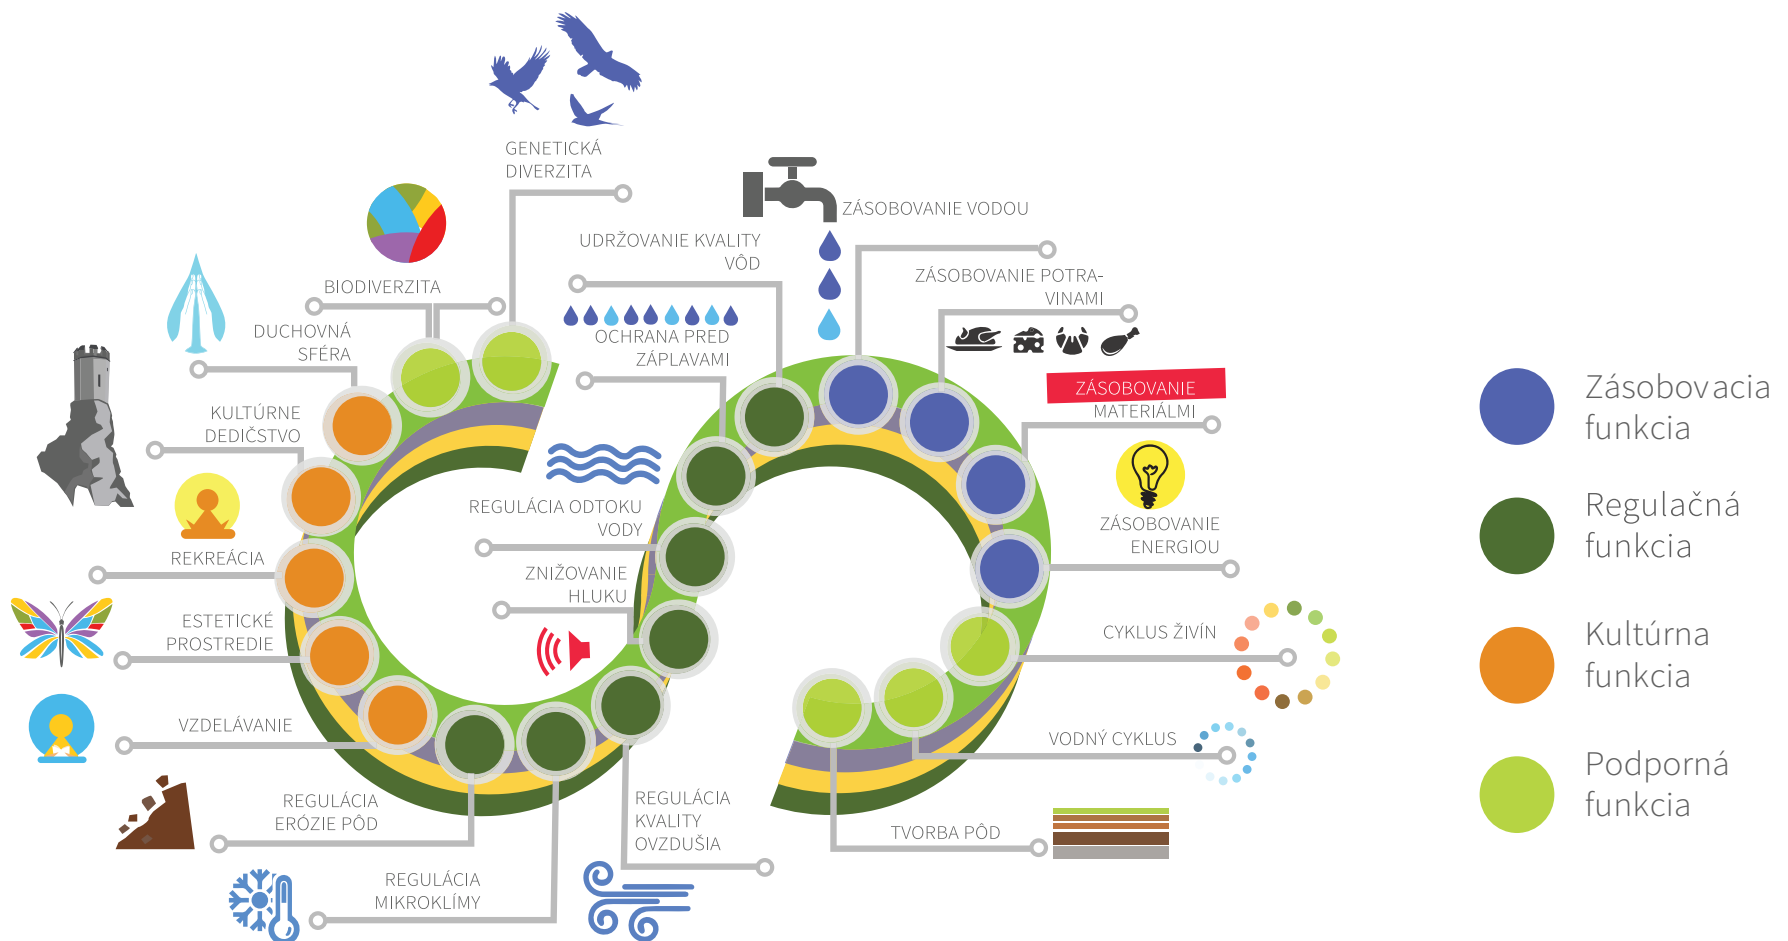 GENETICKÁ
DIVERZITA
BIODIVERZITA
DUCHOVNÁ
SFÉRA
KULTÚRNE
DEDIČSTVO
REKREÁCIA
ESTETICKÉ
PROSTREDIE
VZDELÁVANIE
REGULÁCIA
ERÓZIE PÔD
REGULÁCIA
MIKROKLÍMY
REGULÁCIA
KVALITY
OVZDUŠIA
ZNIŽOVANIE
HLUKU
REGULÁCIA ODTOKU
VODY
OCHRANA PRED
ZÁPLAVAMI
UDRŽOVANIE KVALITY
VÔD
ZÁSOBOVANIE VODOU
ZÁSOBOVANIE POTRA-
VINAMI
ZÁSOBOVANIE
MATERIÁLMI
ZÁSOBOVANIE
ENERGIOU
CYKLUS ŽIVÍN
VODNÝ CYKLUS
TVORBA PÔD
Zásobovacia
funkcia
Regulačná
funkcia
Kultúrna
funkcia
Podporná
funkcia